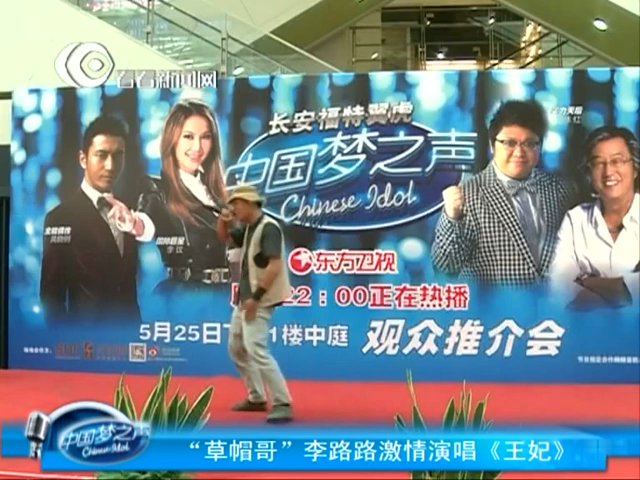 看看新闻网
长安福特翼虎
中国梦之声
Chinese Idol
东方卫视
22：00正在热播
5月25日下 1楼中庭 观众推介会
中国梦之声
Chinese Idol
“草帽哥”李路路激情演唱《王妃》